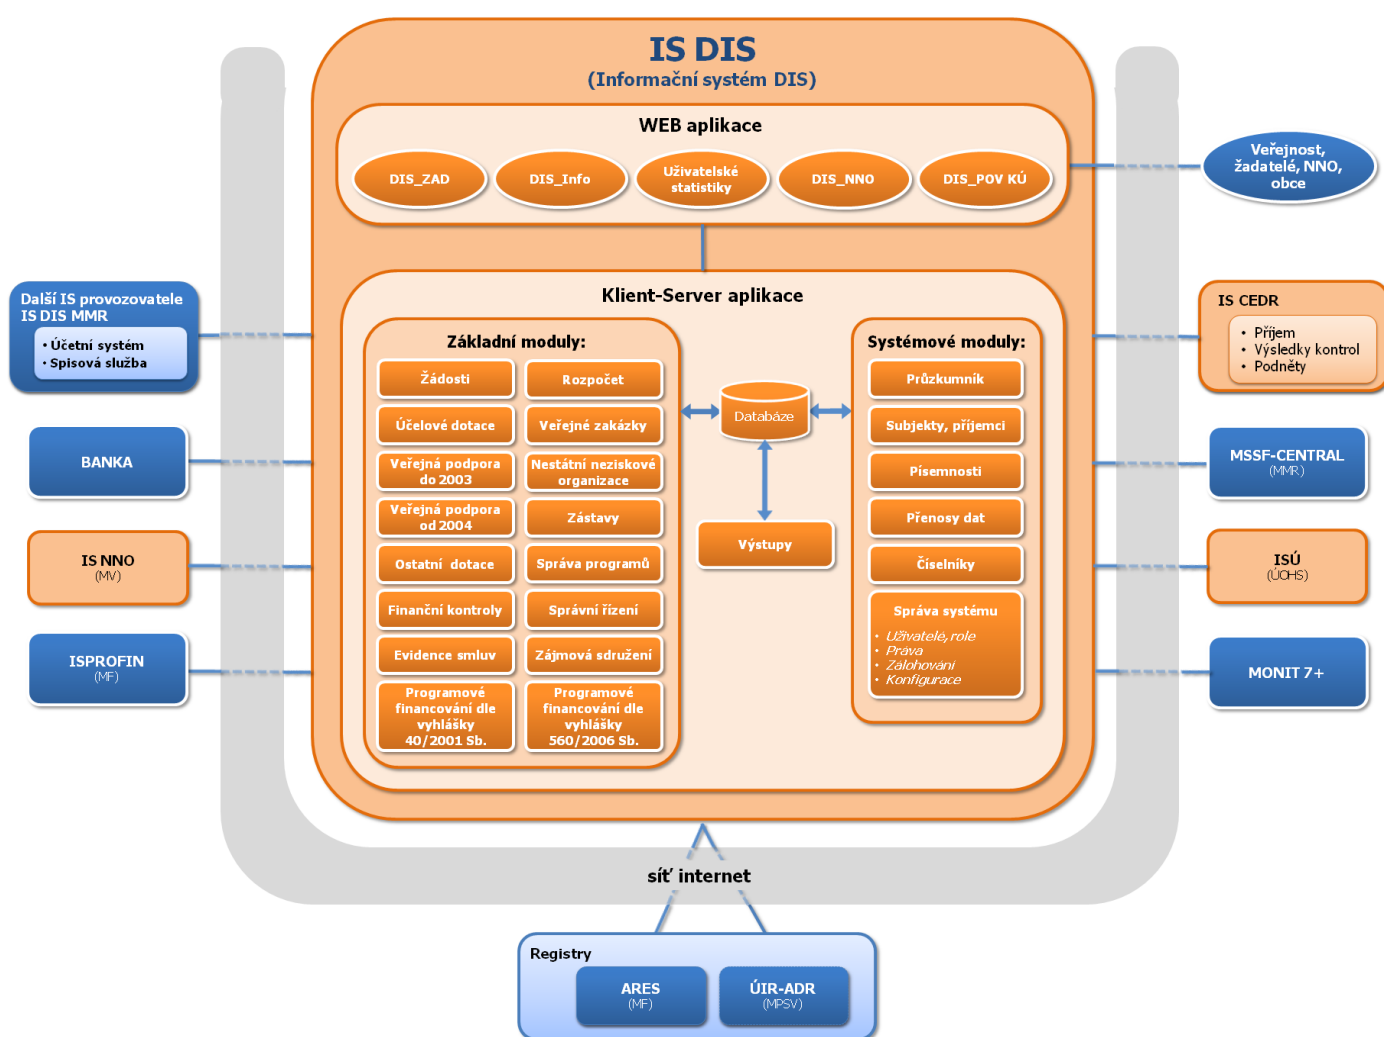 IS DIS
(Informační systém DIS)
WEB aplikace
DIS_ZAD
DIS_Info
Uživatelské
statistiky
DIS_NNO
DIS_POV KÚ
Veřejnost,
žadatelé, NNO,
obce
Klient-Server aplikace
Další IS provozovatele
IS DIS MMR
• Účetní systém
• Spisová služba
BANKA
IS NNO
(MV)
ISPROFIN
(MF)
Základní moduly:
Žádosti
Rozpočet
Účelové dotace
Veřejné zakázky
Veřejná podpora
do 2003
Nestátní neziskové
organizace
Veřejná podpora
od 2004
Zástavy
Ostatní dotace
Správa programů
Finanční kontroly
Správní řízení
Evidence smluv
Zájmová sdružení
Programové
financování dle
vyhlášky
40/2001 Sb.
Programové
financování dle
vyhlášky
560/2006 Sb.
Databáze
Výstupy
Systémové moduly:
Průzkumník
Subjekty, příjemci
Písemnosti
Přenosy dat
Číselníky
Správa systému
• Uživatelé, role
• Práva
• Zálohování
• Konfigurace
IS CEDR
• Příjem
• Výsledky kontrol
• Podněty
MSSF-CENTRAL
(MMR)
ISÚ
(ÚOHS)
MONIT 7+
síť internet
Registry
ARES
(MF)
ÚIR-ADR
(MPSV)